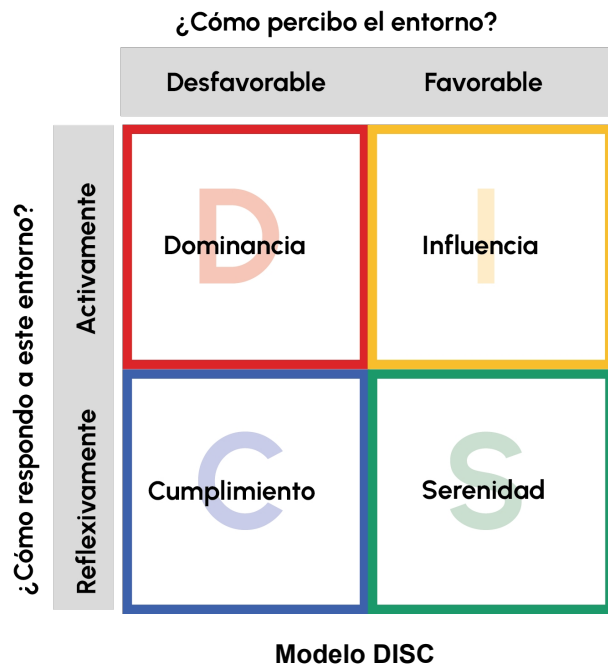 ¿Cómo percibo el entorno?
Desfavorable
Favorable
¿Cómo respondo a este entorno?
Activamente
D
Dominancia
I
Influencia
Reflexivamente
C
Cumplimiento
S
Serenidad
Modelo DISC